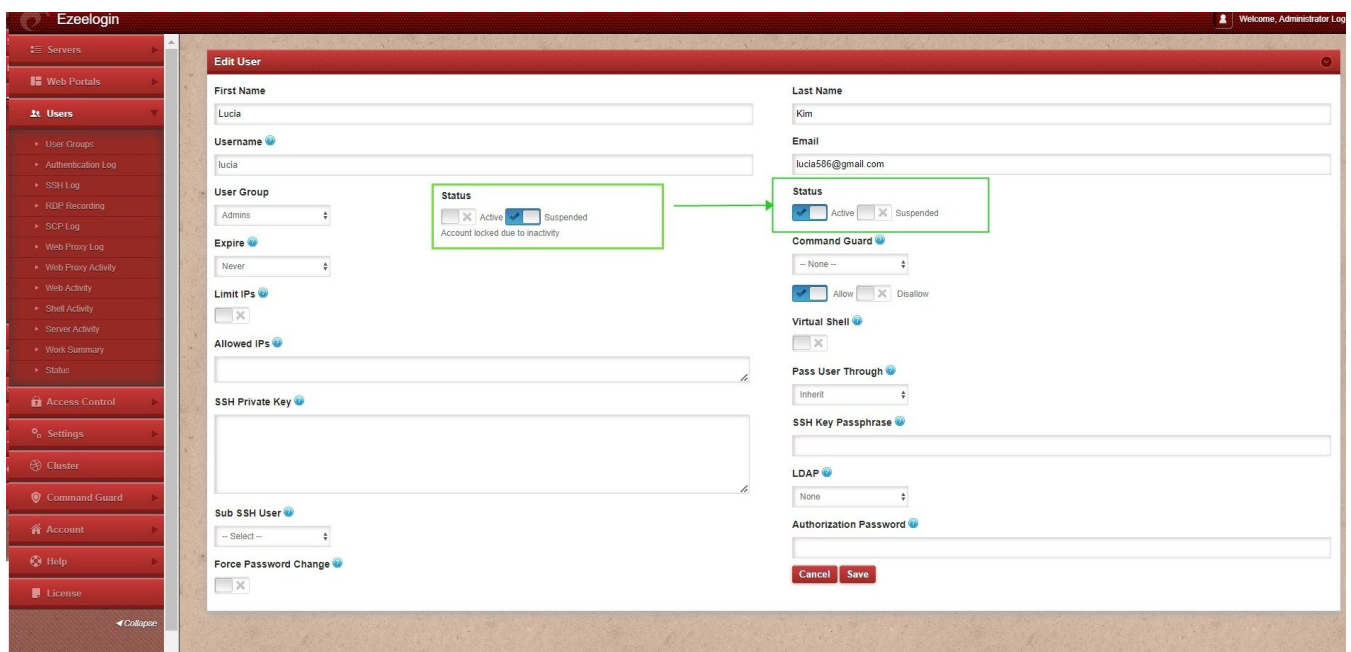 Ezeelogin
Welcome, Administrator Log
Servers
Web Portals
Users
User Groups
Authentication Log
SSH Log
RDP Recording
SCP Log
Web Proxy Log
Web Proxy Activity
Web Activity
Shell Activity
Server Activity
Work Summary
Status
Access Control
Settings
Cluster
Command Guard
Account
Help
License
Collapse
Edit User
First Name
Lucia
Last Name
Kim
Username
lucia
Email
lucia586@gmail.com
User Group
Admins
Status
Active Suspended
Account locked due to inactivity
Status
Active Suspended
Expire
Never
Command Guard
-- None --
Allow Disallow
Limit IPs
Virtual Shell
Allowed IPs
Pass User Through
Inherit
SSH Private Key
SSH Key Passphrase
LDAP
None
Sub SSH User
-- Select --
Authorization Password
Force Password Change
Cancel Save